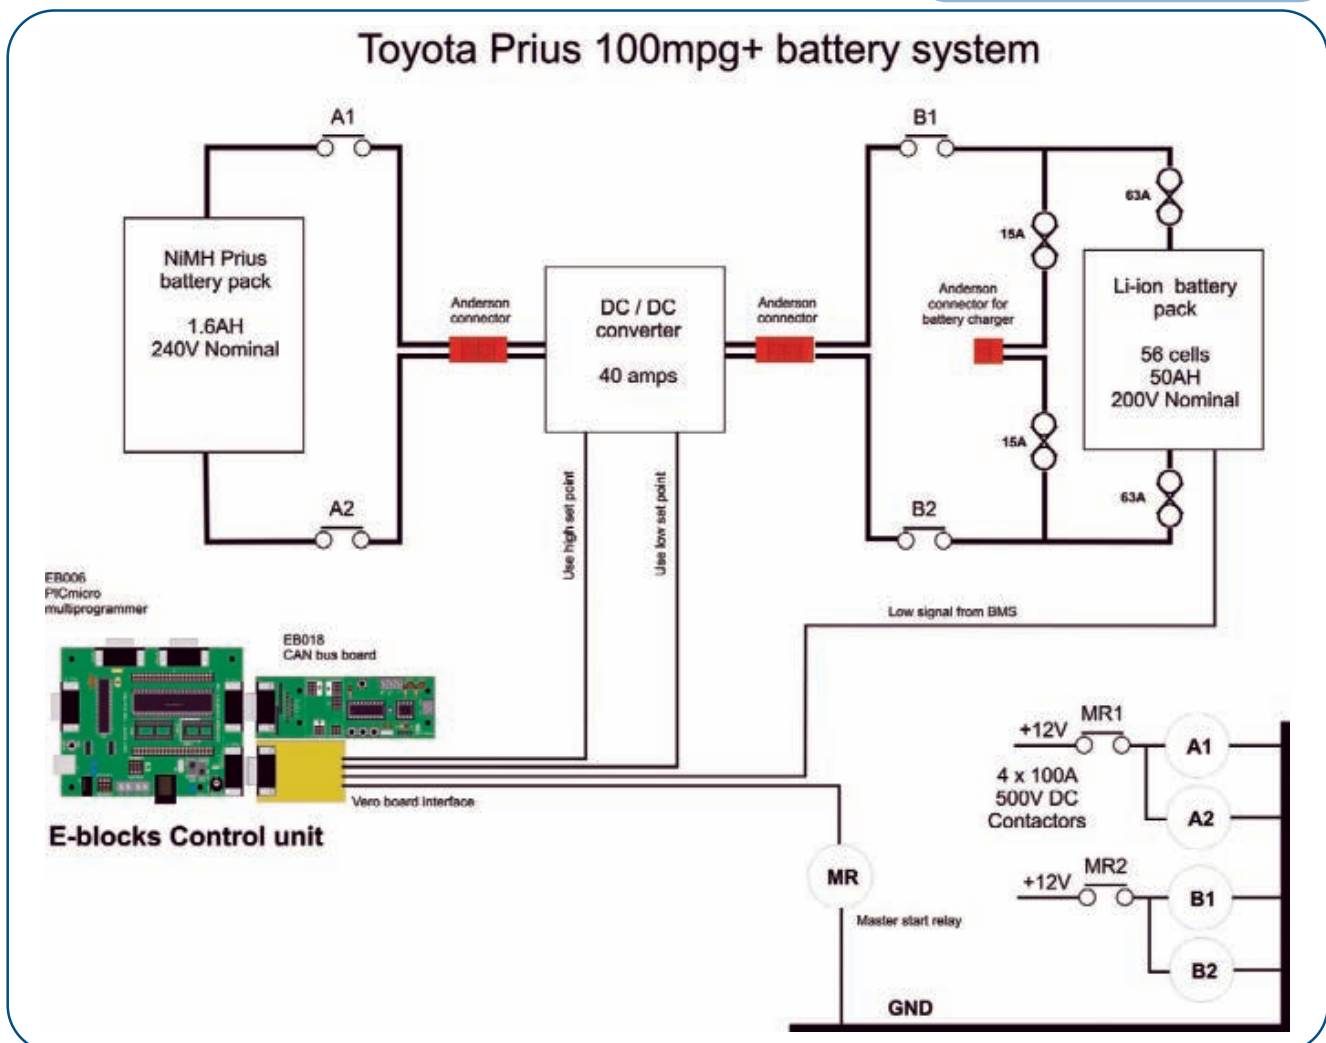 Toyota Prius 100mpg+ battery system
A1
B1
63A
15A
NiMH Prius
battery pack
1.6AH
240V Nominal
Anderson
connector
DC / DC
converter
40 amps
Anderson
connector
Anderson
connector for
battery charger
Li-ion battery
pack
56 cells
50AH
200V Nominal
15A
63A
A2
B2
Use high set point
Use low set point
EB006
PICmicro
multiprogrammer
EB018
CAN bus board
Low signal from BMS
Vero board interface
E-blocks Control unit
MR
Master start relay
+12V
MR1
A1
4 x 100A
500V DC
Contactors
A2
+12V
MR2
B1
B2
GND